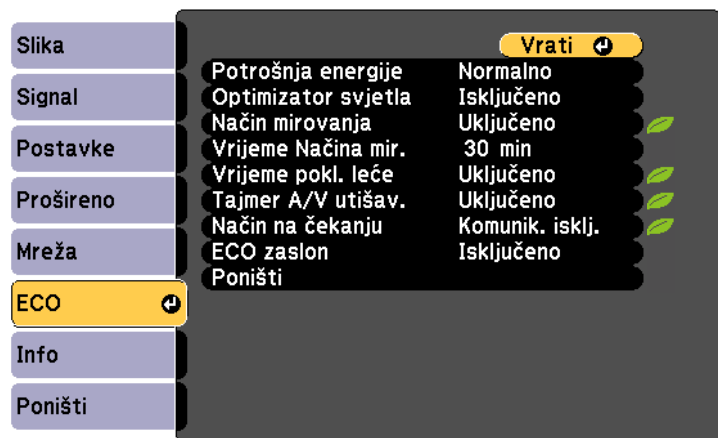 Slika
Signal
Postavke
Prošireno
Mreža
ECO
Info
Poništi
Vrati
Potrošnja energije Normalno
Optimizator svjetla Isključeno
Način mirovanja Uključeno
Vrijeme Načina mir. 30 min
Vrijeme pokl. leće Uključeno
Tajmer A/V utišav. Uključeno
Način na čekanju Komunik. isklj.
ECO zaslon Isključeno
Poništi